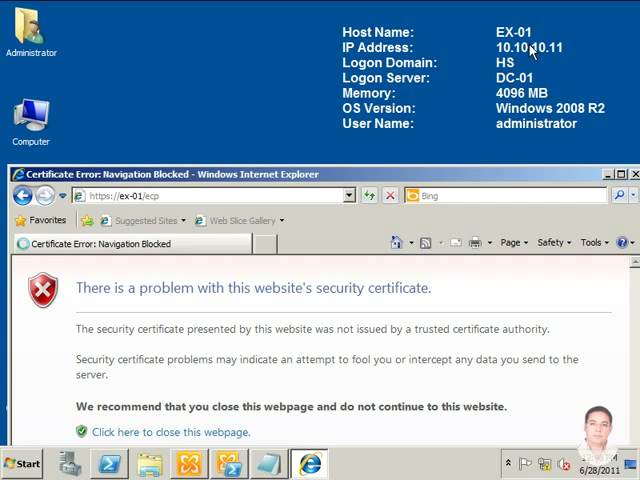 Administrator
Computer
Host Name: EX-01
IP Address: 10.10.10.11
Logon Domain: HS
Logon Server: DC-01
Memory: 4096 MB
OS Version: Windows 2008 R2
User Name: administrator
Certificate Error: Navigation Blocked - Windows Internet Explorer
https://ex-01/ecp
Bing
Favorites Suggested Sites Web Slice Gallery
Certificate Error: Navigation Blocked
Page Safety Tools
There is a problem with this website's security certificate.
The security certificate presented by this website was not issued by a trusted certificate authority.
Security certificate problems may indicate an attempt to fool you or intercept any data you send to the
server.
We recommend that you close this webpage and do not continue to this website.
Click here to close this webpage.
Start
6/28/2011